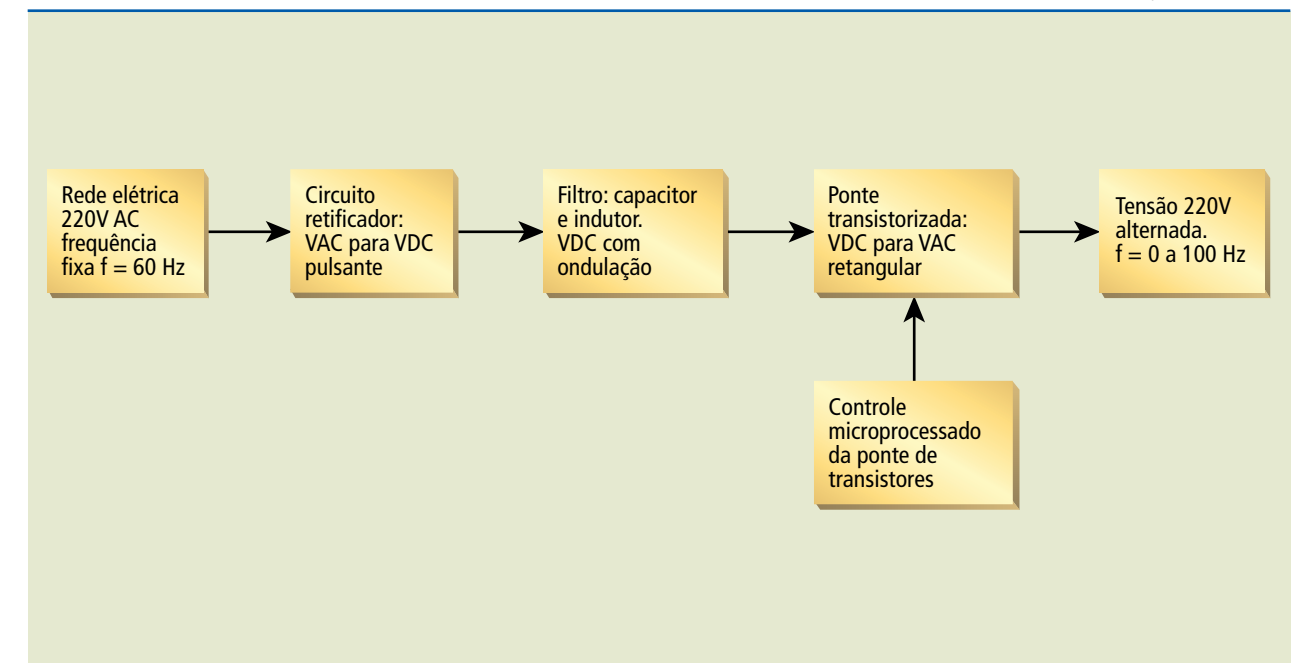 Rede elétrica
220V AC
frequência
fixa f = 60 Hz
Circuito
retificador:
VAC para VDC
pulsante
Filtro: capacitor
e indutor.
VDC com
ondulação
Ponte
transistorizada:
VDC para VAC
retangular
Tensão 220V
alternada.
f = 0 a 100 Hz
Controle
microprocessado
da ponte de
transistores